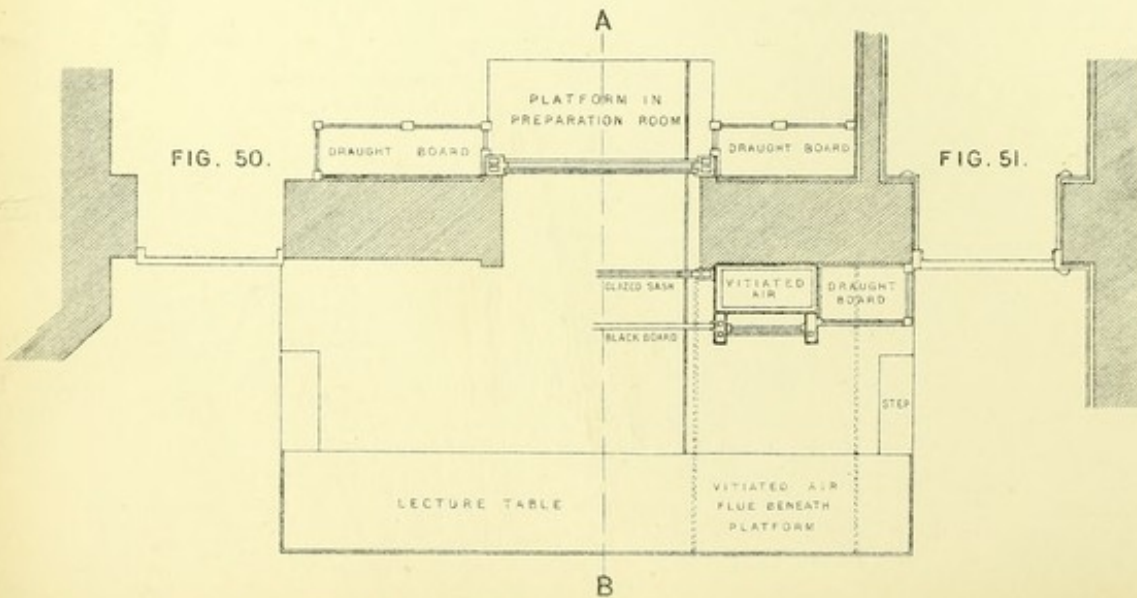 A
PLATFORM IN
PREPARATION ROOM
FIG. 50.
DRAUGHT BOARD
DRAUGHT BOARD
FIG. 51.
GLAZED SASH
VITIATED
AIR
DRAUGHT
BOARD
BLACK BOARD
STEP
LECTURE TABLE
VITIATED AIR
FLUE BENEATH
PLATFORM
B